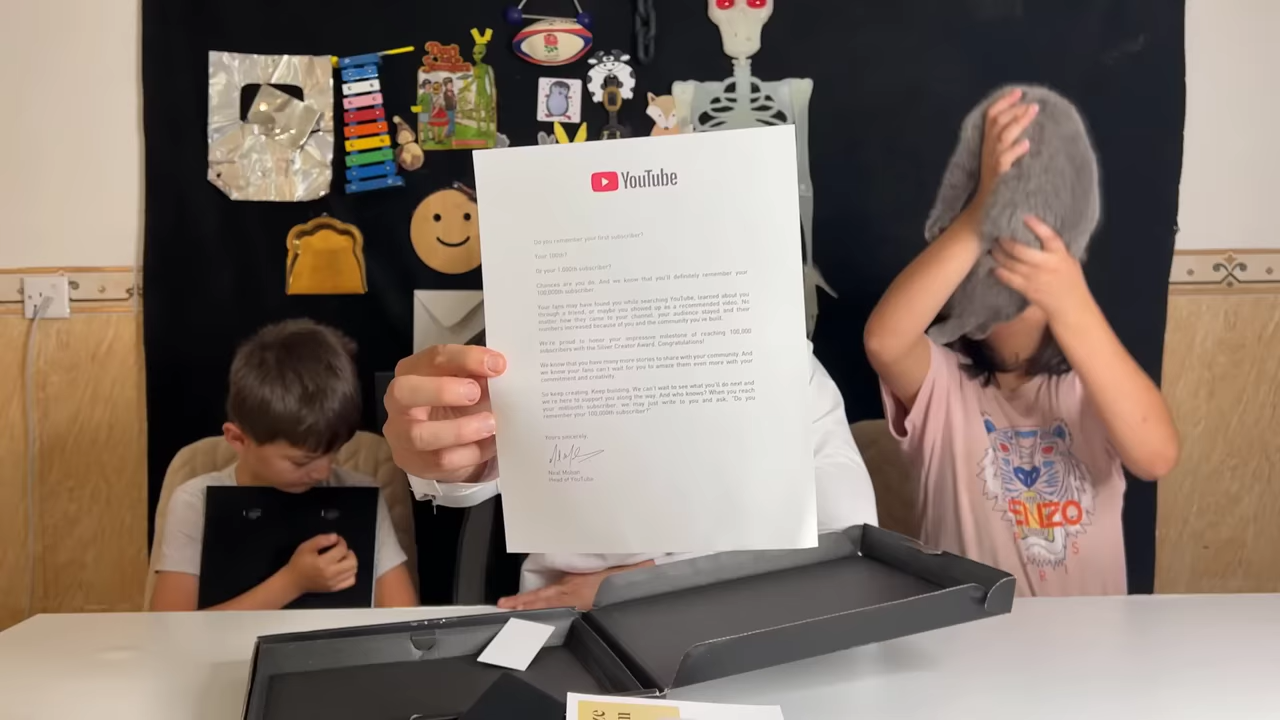 YouTube
Do you remember your first subscriber?
Your 100th?
Or your 1,000th subscriber?
Chances are you do. And we know that you'll definitely remember your
100,000th subscriber.
Your fans may have found you while searching YouTube, learned about you
through a friend, or maybe you showed up as a recommended video. No
matter how they came to your channel, your audience stayed and their
numbers increased because of you and the community you've build.
We're proud to honor your impressive milestone of reaching 100,000
subscribers with the Silver Creator Award. Congratulations!
We know that you have many more stories to share with your community. And
we know your fans can't wait for you to amaze them even more with your
commitment and creativity.
So keep creating. Keep building. We can't wait to see what you'll do next and
we're here to support you along the way. And who knows? When you reach
your millionth subscriber, we may just write to you and ask, "Do you
remember your 100,000th subscriber?"
Yours sincerely,
Neal Mohan
Head of YouTube
KENZO
PARIS